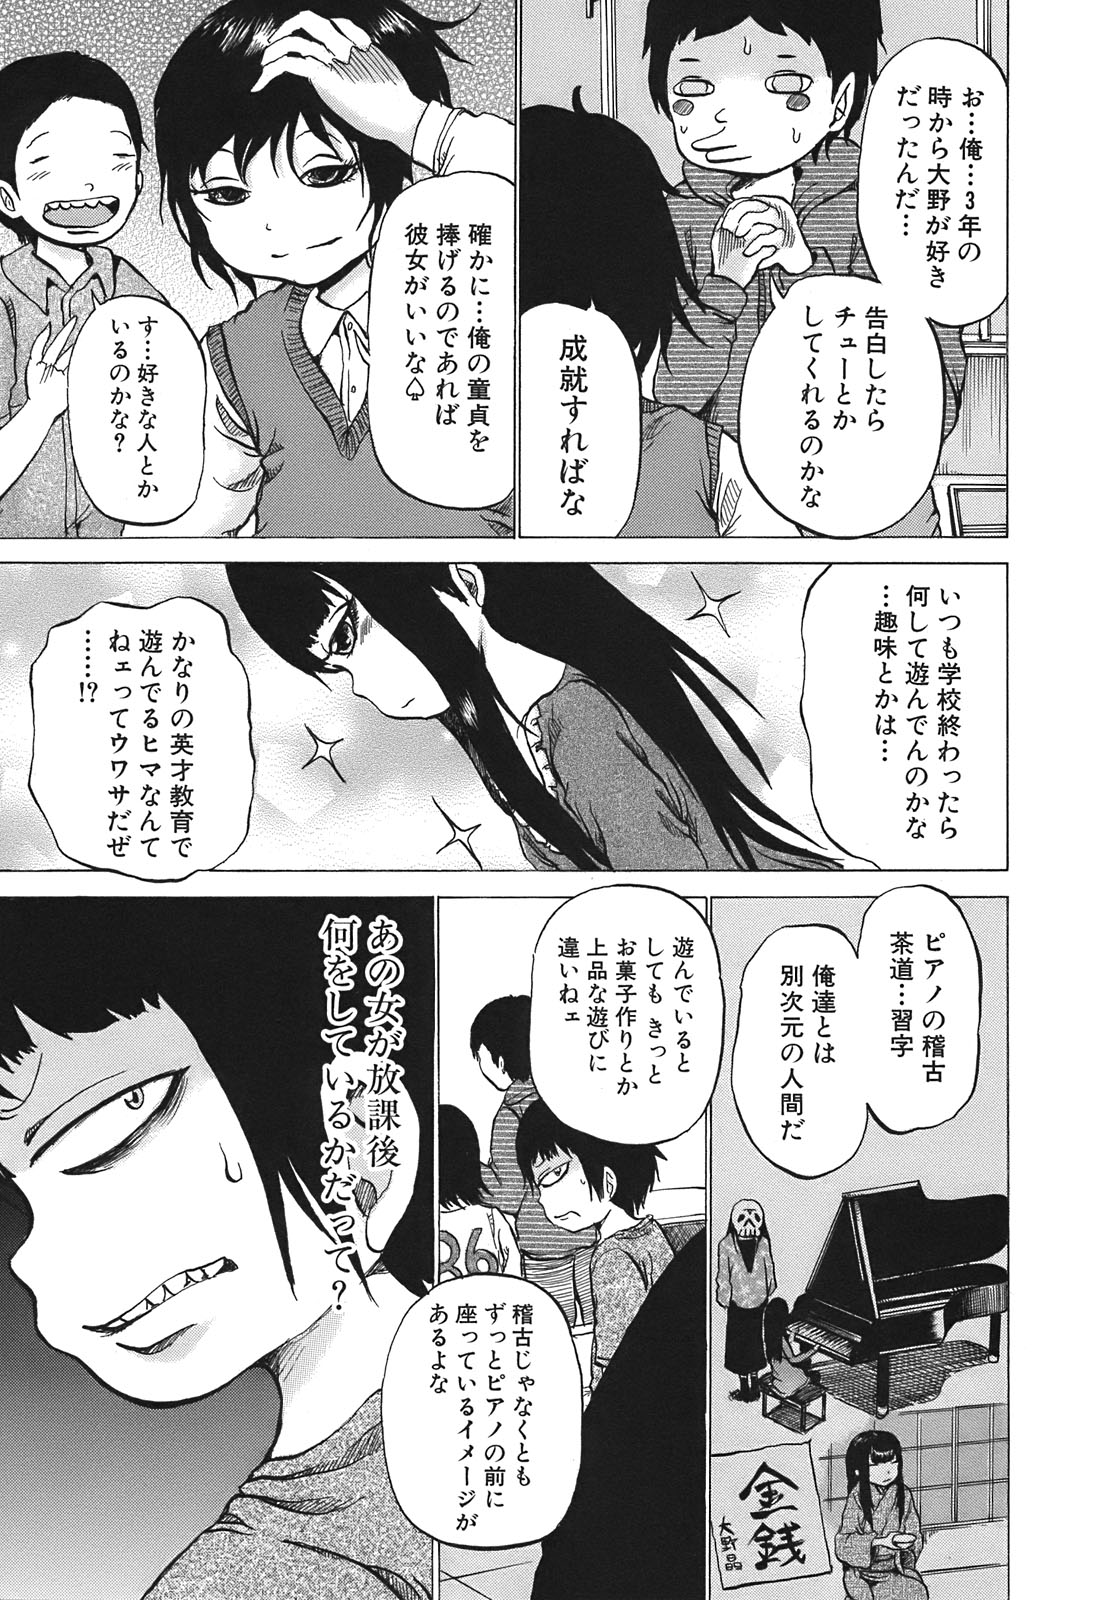 お…俺…3年の
時から大野が好き
だったんだ…
告白したら
チューとか
してくれるのかな
成就すればな
確かに…俺の童貞を
捧げるのであれば
彼女がいいな♤
す…好きな人とか
いるのかな?
いつも学校終わったら
何して遊んでんのかな
…趣味とかは…
かなりの英才教育で
遊んでるヒマなんて
ねェってウワサだぜ
……!?
ピアノの稽古
茶道…習字
俺達とは
別次元の人間だ
金銭
大野晶
遊んでいると
しても きっと
お菓子作りとか
上品な遊びに
違いねェ
86
稽古じゃなくとも
ずっとピアノの前に
座っているイメージが
あるよな
あの女が放課後
何をしているかだって?